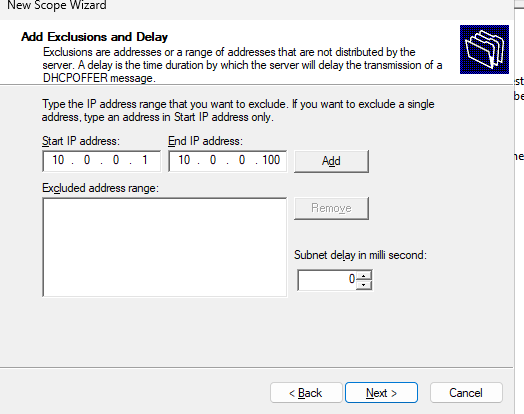 New Scope Wizard
Add Exclusions and Delay
Exclusions are addresses or a range of addresses that are not distributed by the
server. A delay is the time duration by which the server will delay the transmission of a
DHCPOFFER message.
Type the IP address range that you want to exclude. If you want to exclude a single
address, type an address in Start IP address only.
Start IP address: End IP address:
10 . 0 . 0 . 1 10 . 0 . 0 . 100 Add
Excluded address range:
Remove
Subnet delay in milli second:
0
< Back Next > Cancel